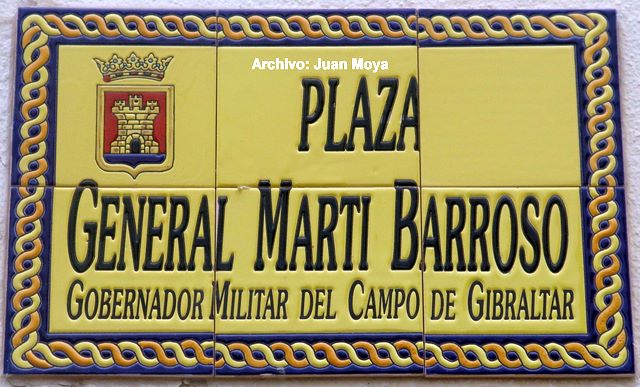 Archivo: Juan Moya
PLAZA
GENERAL MARTI BARROSO
GOBERNADOR MILITAR DEL CAMPO DE GIBRALTAR